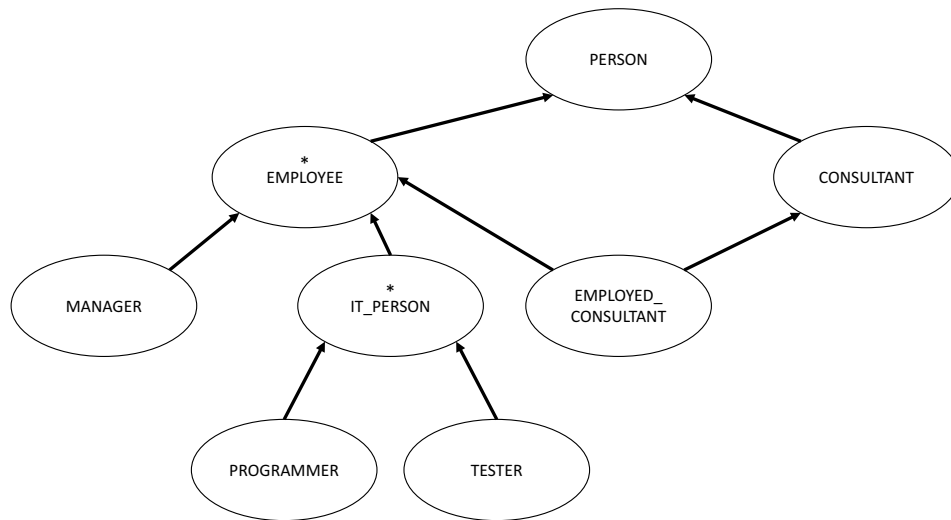 PERSON
*
EMPLOYEE
CONSULTANT
MANAGER
*
IT_PERSON
EMPLOYED_
CONSULTANT
PROGRAMMER
TESTER